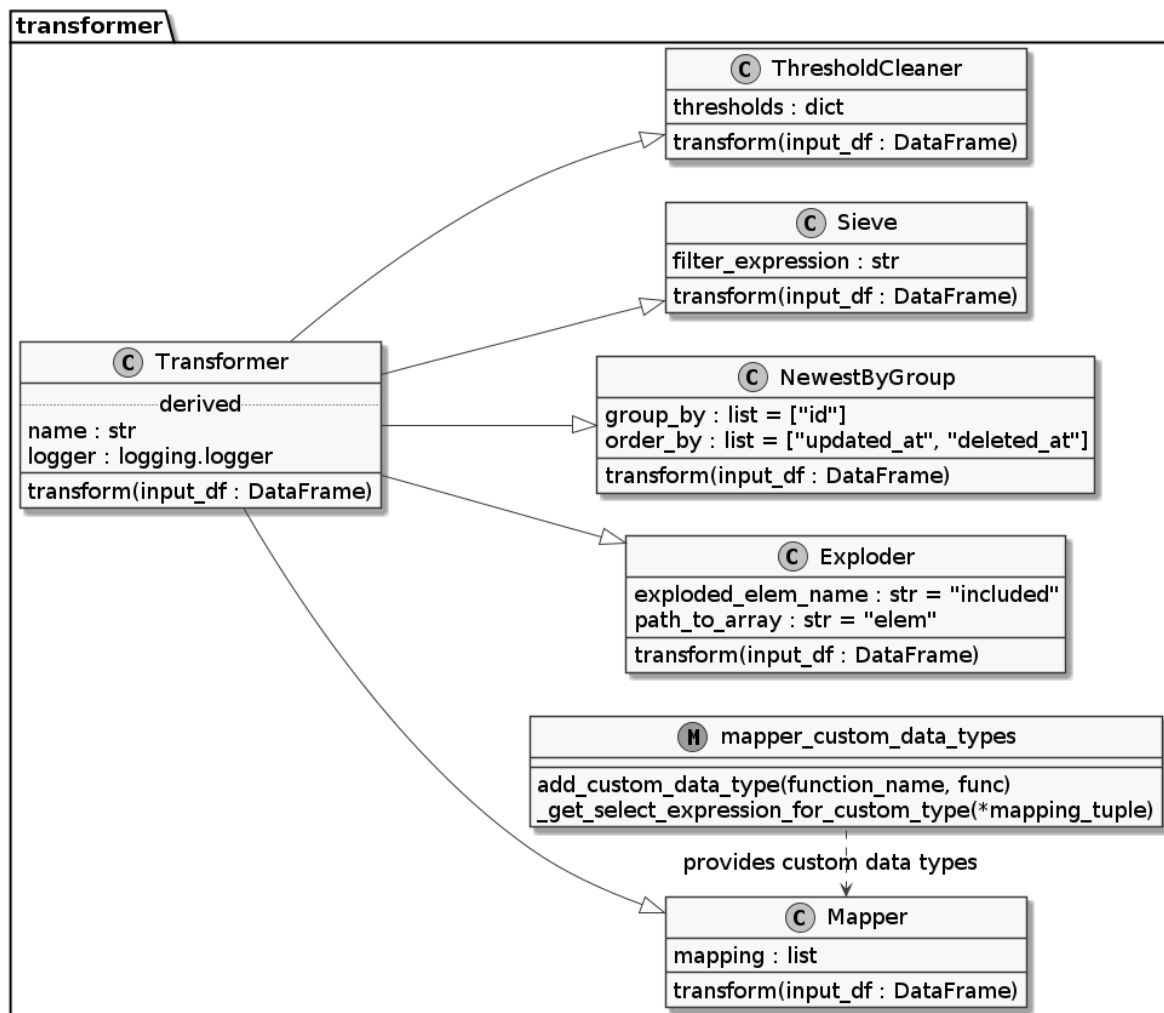 transformer
C ThresholdCleaner
thresholds : dict
transform(input_df : DataFrame)
C Sieve
filter_expression : str
transform(input_df : DataFrame)
C Transformer
derived
name : str
logger : logging.logger
transform(input_df : DataFrame)
C NewestByGroup
group_by : list = ["id"]
order_by : list = ["updated_at", "deleted_at"]
transform(input_df : DataFrame)
C Exploder
exploded_elem_name : str = "included"
path_to_array : str = "elem"
transform(input_df : DataFrame)
M mapper_custom_data_types
add_custom_data_type(function_name, func)
_get_select_expression_for_custom_type(*mapping_tuple)
provides custom data types
C Mapper
mapping : list
transform(input_df : DataFrame)